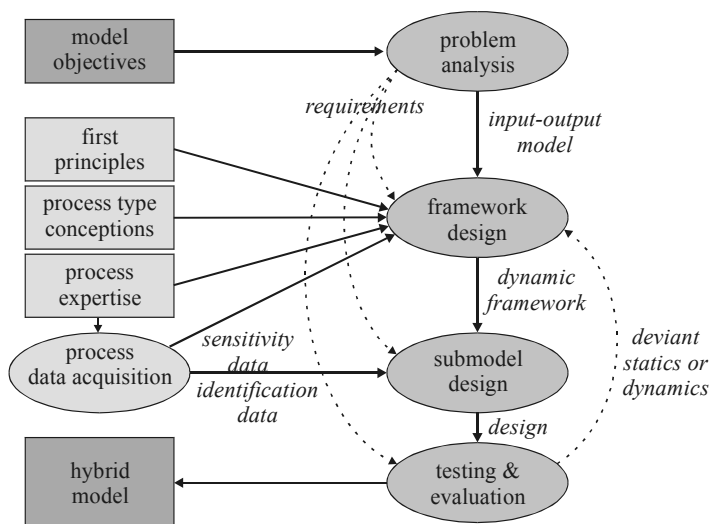 model
objectives
problem
analysis
requirements
input-output
model
first
principles
process type
conceptions
framework
design
process
expertise
dynamic
framework
process
data acquisition
sensitivity
data
identification
data
submodel
design
deviant
statics or
dynamics
design
hybrid
model
testing &
evaluation